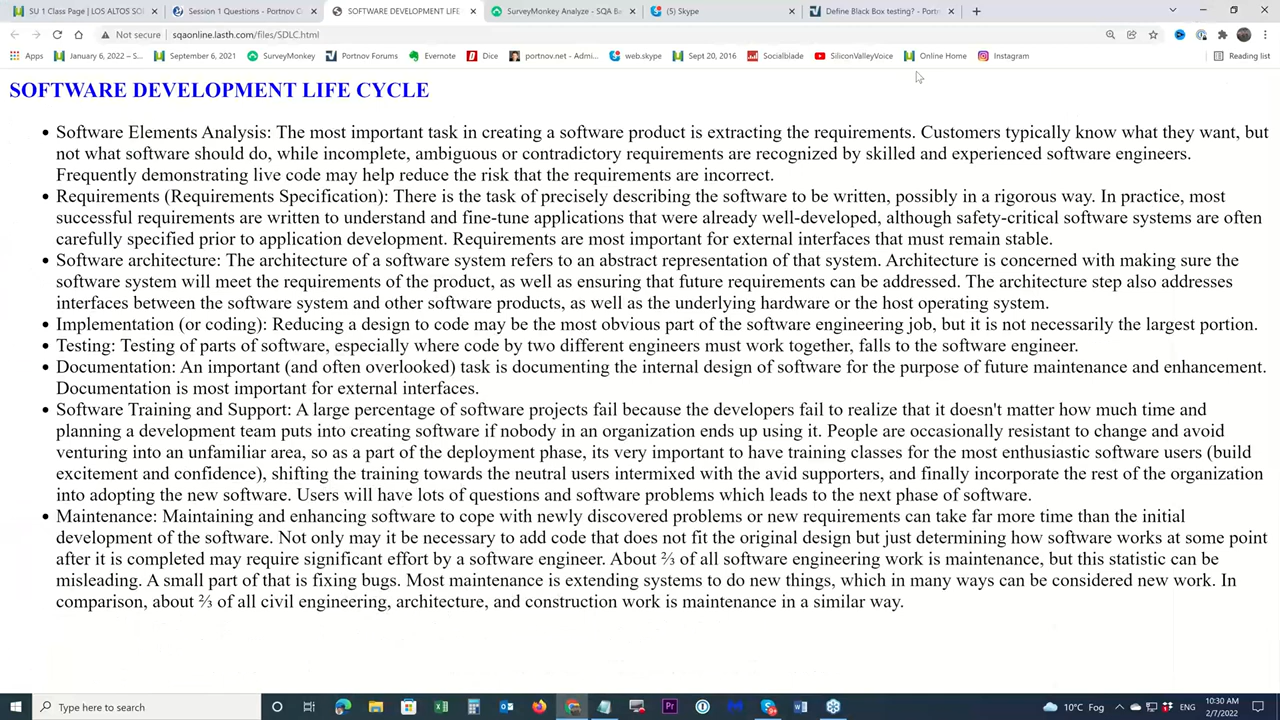 SU 1 Class Page | LOS ALTOS SO
Session 1 Questions - Portnov C
SOFTWARE DEVELOPMENT LIFE
SurveyMonkey Analyze - SQA B
(5) Skype
Define Black Box testing? - Port
Not secure | sqaonline.lasth.com/files/SDLC.html
Apps January 6, 2022 September 6, 2021 SurveyMonkey Portnov Forums Evernote Dice portnov.net - Admi... web.skype Sept 20, 2016 Socialblade SiliconValleyVoice Online Home Instagram Reading list
SOFTWARE DEVELOPMENT LIFE CYCLE
• Software Elements Analysis: The most important task in creating a software product is extracting the requirements. Customers typically know what they want, but
not what software should do, while incomplete, ambiguous or contradictory requirements are recognized by skilled and experienced software engineers.
Frequently demonstrating live code may help reduce the risk that the requirements are incorrect.
• Requirements (Requirements Specification): There is the task of precisely describing the software to be written, possibly in a rigorous way. In practice, most
successful requirements are written to understand and fine-tune applications that were already well-developed, although safety-critical software systems are often
carefully specified prior to application development. Requirements are most important for external interfaces that must remain stable.
• Software architecture: The architecture of a software system refers to an abstract representation of that system. Architecture is concerned with making sure the
software system will meet the requirements of the product, as well as ensuring that future requirements can be addressed. The architecture step also addresses
interfaces between the software system and other software products, as well as the underlying hardware or the host operating system.
• Implementation (or coding): Reducing a design to code may be the most obvious part of the software engineering job, but it is not necessarily the largest portion.
• Testing: Testing of parts of software, especially where code by two different engineers must work together, falls to the software engineer.
• Documentation: An important (and often overlooked) task is documenting the internal design of software for the purpose of future maintenance and enhancement.
Documentation is most important for external interfaces.
• Software Training and Support: A large percentage of software projects fail because the developers fail to realize that it doesn't matter how much time and
planning a development team puts into creating software if nobody in an organization ends up using it. People are occasionally resistant to change and avoid
venturing into an unfamiliar area, so as a part of the deployment phase, its very important to have training classes for the most enthusiastic software users (build
excitement and confidence), shifting the training towards the neutral users intermixed with the avid supporters, and finally incorporate the rest of the organization
into adopting the new software. Users will have lots of questions and software problems which leads to the next phase of software.
• Maintenance: Maintaining and enhancing software to cope with newly discovered problems or new requirements can take far more time than the initial
development of the software. Not only may it be necessary to add code that does not fit the original design but just determining how software works at some point
after it is completed may require significant effort by a software engineer. About ⅔ of all software engineering work is maintenance, but this statistic can be
misleading. A small part of that is fixing bugs. Most maintenance is extending systems to do new things, which in many ways can be considered new work. In
comparison, about ⅔ of all civil engineering, architecture, and construction work is maintenance in a similar way.
Type here to search
10°C Fog
10:30 AM
2/7/2022